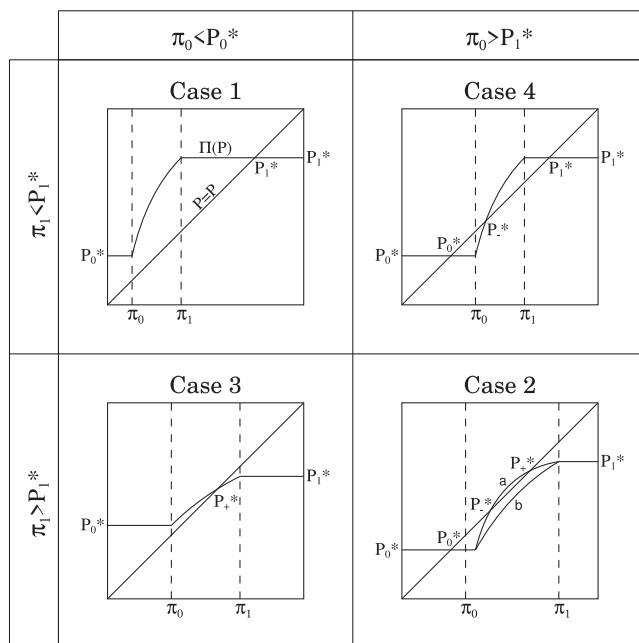 π₀<P₀*
π₀>P₁*
π₁<P₁*
Case 1
Π(P)
P₁*
P₁*
P=P
P₀*
π₀
π₁
Case 4
P₁*
P₁*
P₋*
P₀*
P₀*
π₀
π₁
π₁>P₁*
Case 3
P₁*
P₊*
P₀*
π₀
π₁
Case 2
P₊*
P₁*
a
P₋*
b
P₀*
P₀*
π₀
π₁